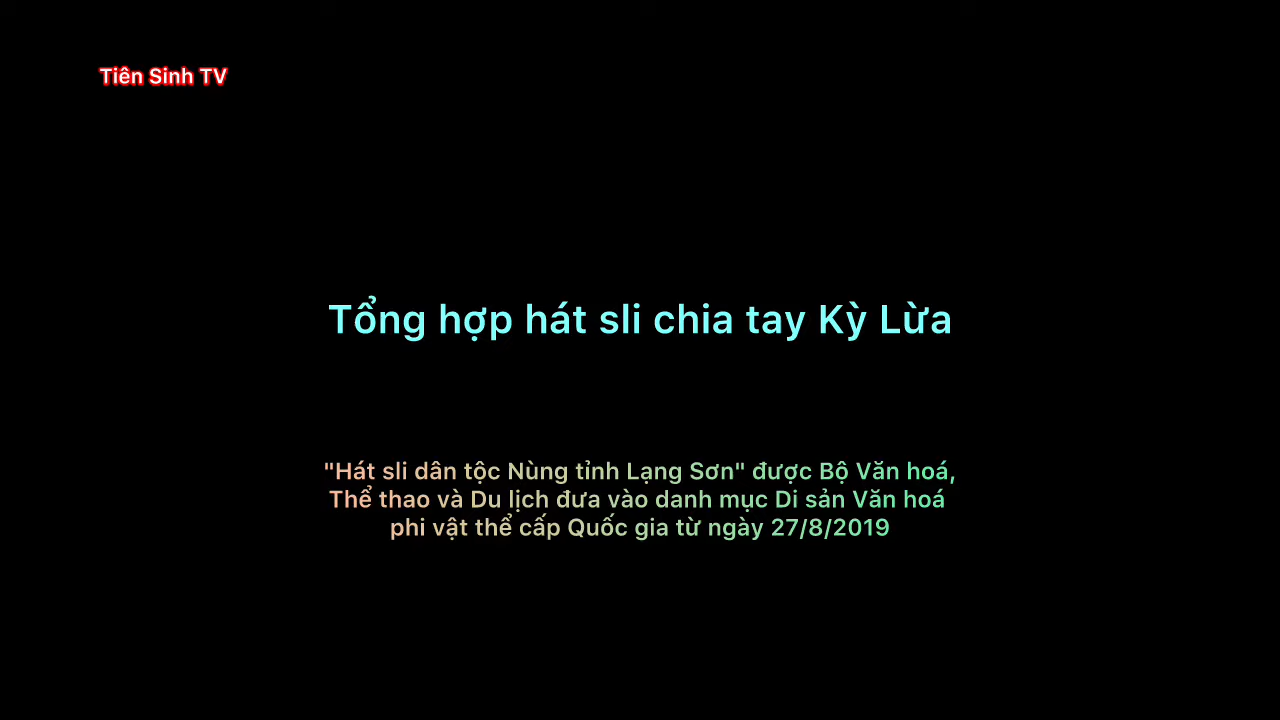 Tiên Sinh TV
Tổng hợp hát sli chia tay Kỳ Lừa
"Hát sli dân tộc Nùng tỉnh Lạng Sơn" được Bộ Văn hoá,
Thể thao và Du lịch đưa vào danh mục Di sản Văn hoá
phi vật thể cấp Quốc gia từ ngày 27/8/2019